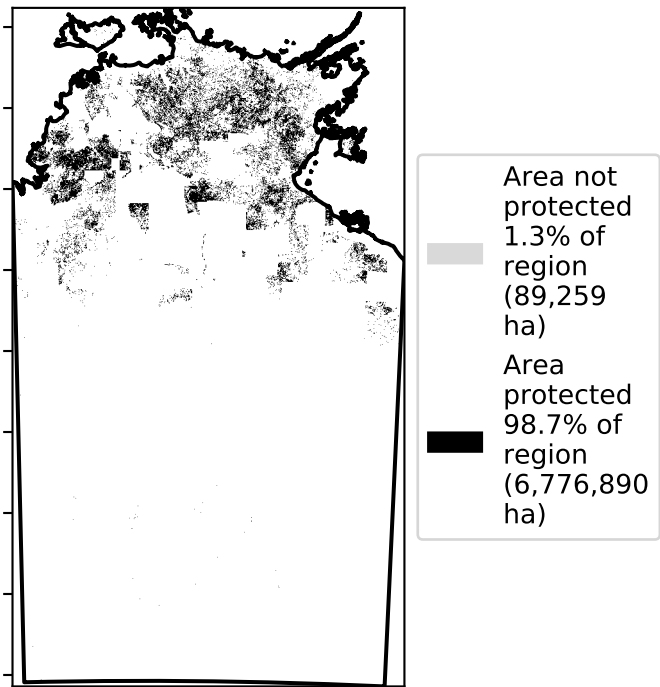 Area not
protected
1.3% of
region
(89,259
ha)
Area
protected
98.7% of
region
(6,776,890
ha)